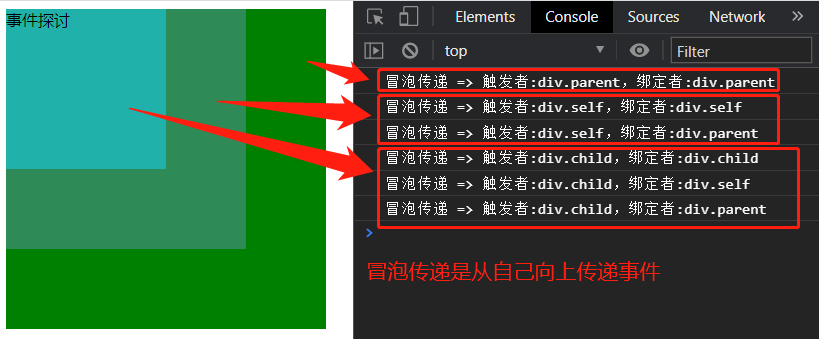 事件探讨
Elements Console Sources Network »
top ▼ Filter
冒泡传递 => 触发者:div.parent，绑定者:div.parent
冒泡传递 => 触发者:div.self，绑定者:div.self
冒泡传递 => 触发者:div.self，绑定者:div.parent
冒泡传递 => 触发者:div.child，绑定者:div.child
冒泡传递 => 触发者:div.child，绑定者:div.self
冒泡传递 => 触发者:div.child，绑定者:div.parent
>
冒泡传递是从自己向上传递事件